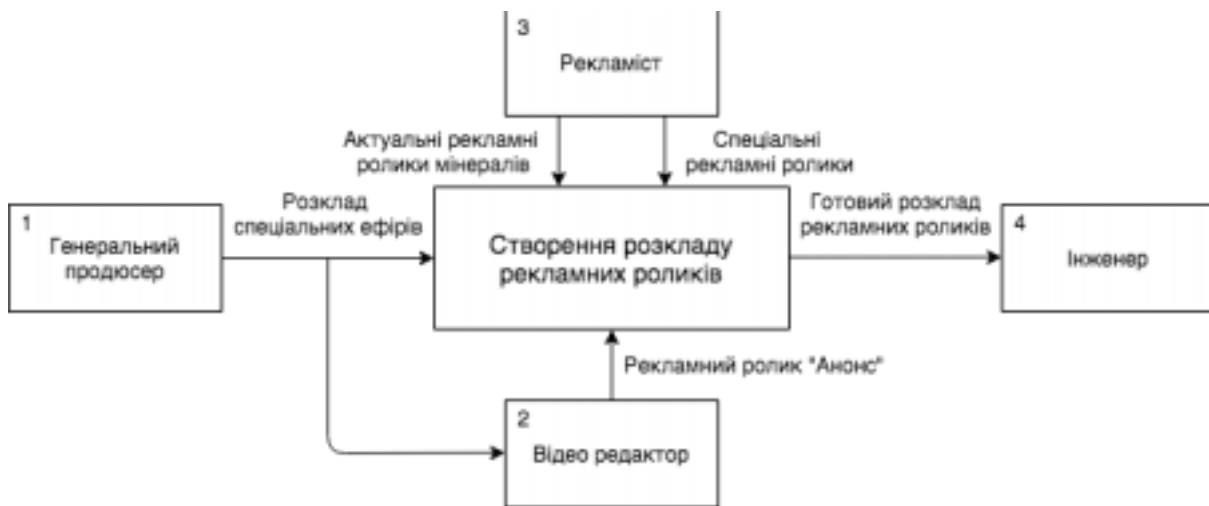 3
Рекламіст
Актуальні рекламні
ролики мінералів
Спеціальні
рекламні ролики
1
Генеральний
продюсер
Розклад
спеціальних ефірів
Створення розкладу
рекламних роликів
Готовий розклад
рекламних роликів
4
Інженер
Рекламний ролик "Анонс"
2
Відео редактор